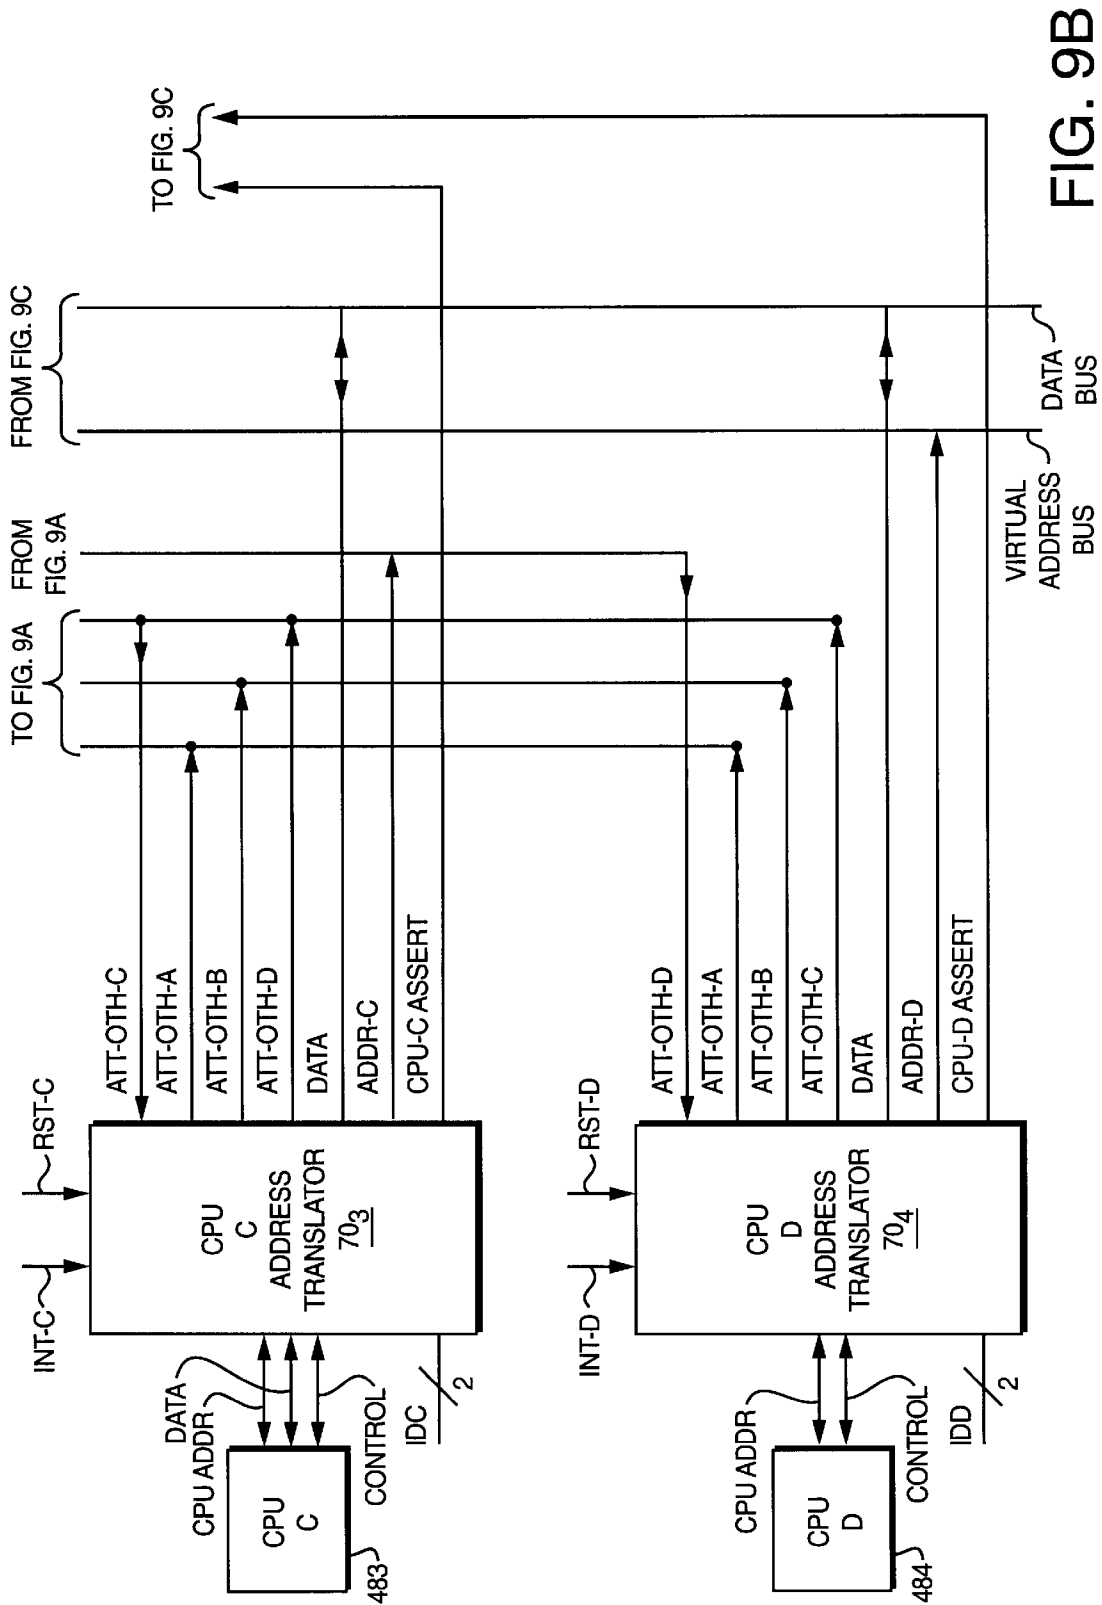 TO FIG. 9A
FROM
FIG. 9A
FROM FIG. 9C
TO FIG. 9C
INT-C
RST-C
DATA
CPU ADDR
CONTROL
IDC
2
CPU
C
483
CPU
C
ADDRESS
TRANSLATOR
70₃
ATT-OTH-C
ATT-OTH-A
ATT-OTH-B
ATT-OTH-D
DATA
ADDR-C
CPU-C ASSERT
INT-D
RST-D
CPU ADDR
CONTROL
IDD
2
CPU
D
484
CPU
D
ADDRESS
TRANSLATOR
70₄
ATT-OTH-D
ATT-OTH-A
ATT-OTH-B
ATT-OTH-C
DATA
ADDR-D
CPU-D ASSERT
VIRTUAL
ADDRESS
BUS
DATA
BUS
FIG. 9B